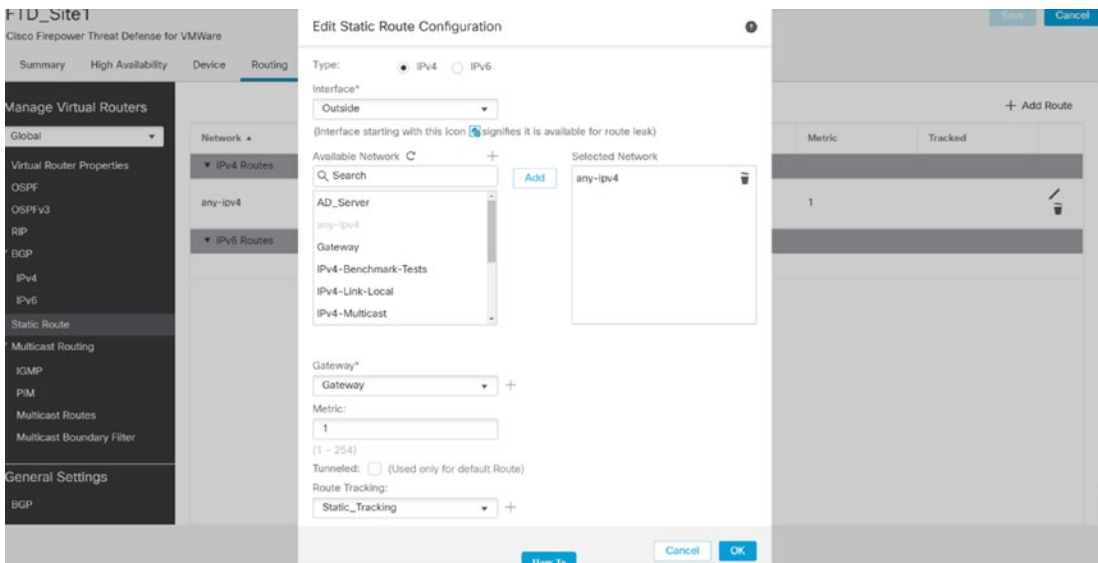 FTD_Site1
Cisco Firepower Threat Defense for VMWare
Save Cancel
Summary High Availability Device Routing
Manage Virtual Routers
Global
Virtual Router Properties
OSPF
OSPFv3
RIP
BGP
IPv4
IPv6
Static Route
Multicast Routing
IGMP
PIM
Multicast Routes
Multicast Boundary Filter
General Settings
BGP
+ Add Route
Network Metric Tracked
IPv4 Routes
any-ipv4 1
IPv6 Routes
Edit Static Route Configuration
Type: IPv4 IPv6
Interface*
Outside
(Interface starting with this icon signifies it is available for route leak)
Available Network + Selected Network
Search Add any-ipv4
AD_Server
any-ipv4
Gateway
IPv4-Benchmark-Tests
IPv4-Link-Local
IPv4-Multicast
Gateway*
Gateway +
Metric:
1
(1 - 254)
Tunneled: (Used only for default Route)
Route Tracking:
Static_Tracking +
Cancel OK
How To